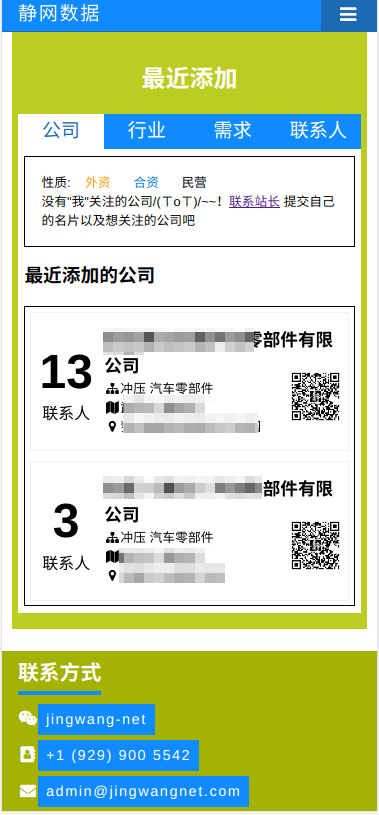 静网数据
最近添加
公司 行业 需求 联系人
性质: 外资 合资 民营
没有"我"关注的公司/(ToT)/~~! 联系站长 提交自己
的名片以及想关注的公司吧
最近添加的公司
零部件有限
公司
13
联系人
冲压 汽车零部件
部件有限
公司
3
联系人
冲压 汽车零部件
联系方式
jingwang-net
+1 (929) 900 5542
admin@jingwangnet.com